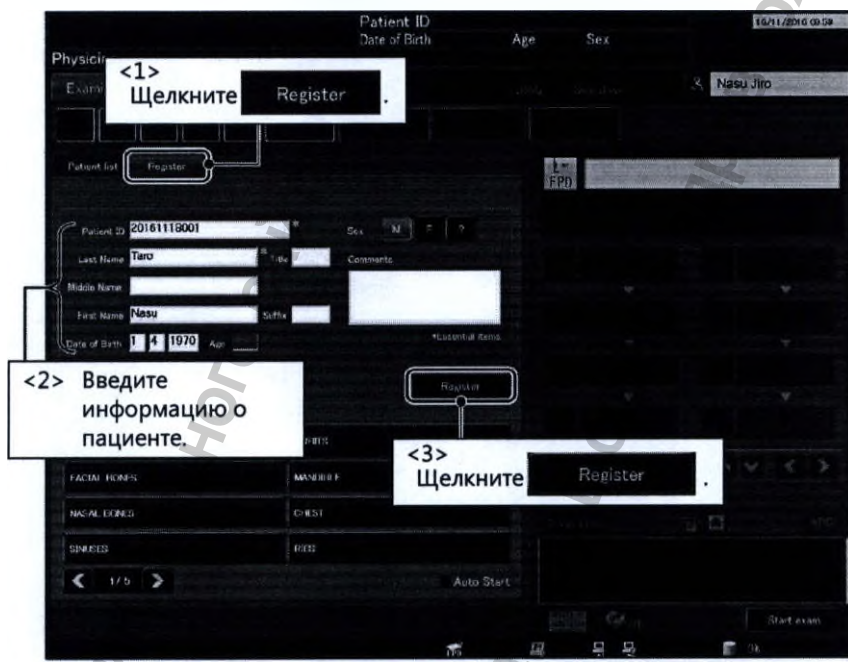 Patient ID
16/11/2016 09:58
Date of Birth Age Sex
<1>
Щелкните Register .
Nasu Jiro
Patient list Register
FPD
Patient ID 20161118001 * Sex M F ?
Last Name Taro * Title Comments
Middle Name
First Name Nasu Suffix
Date of Birth 1 4 1970 Age *Essential items
<2> Введите
информацию о
пациенте.
Register
<3>
Щелкните Register .
FACIAL BONES MANDIBLE
NASAL BONES CHEST
SINUSES RIBS
1/5 Auto Start
Start exam
FPD